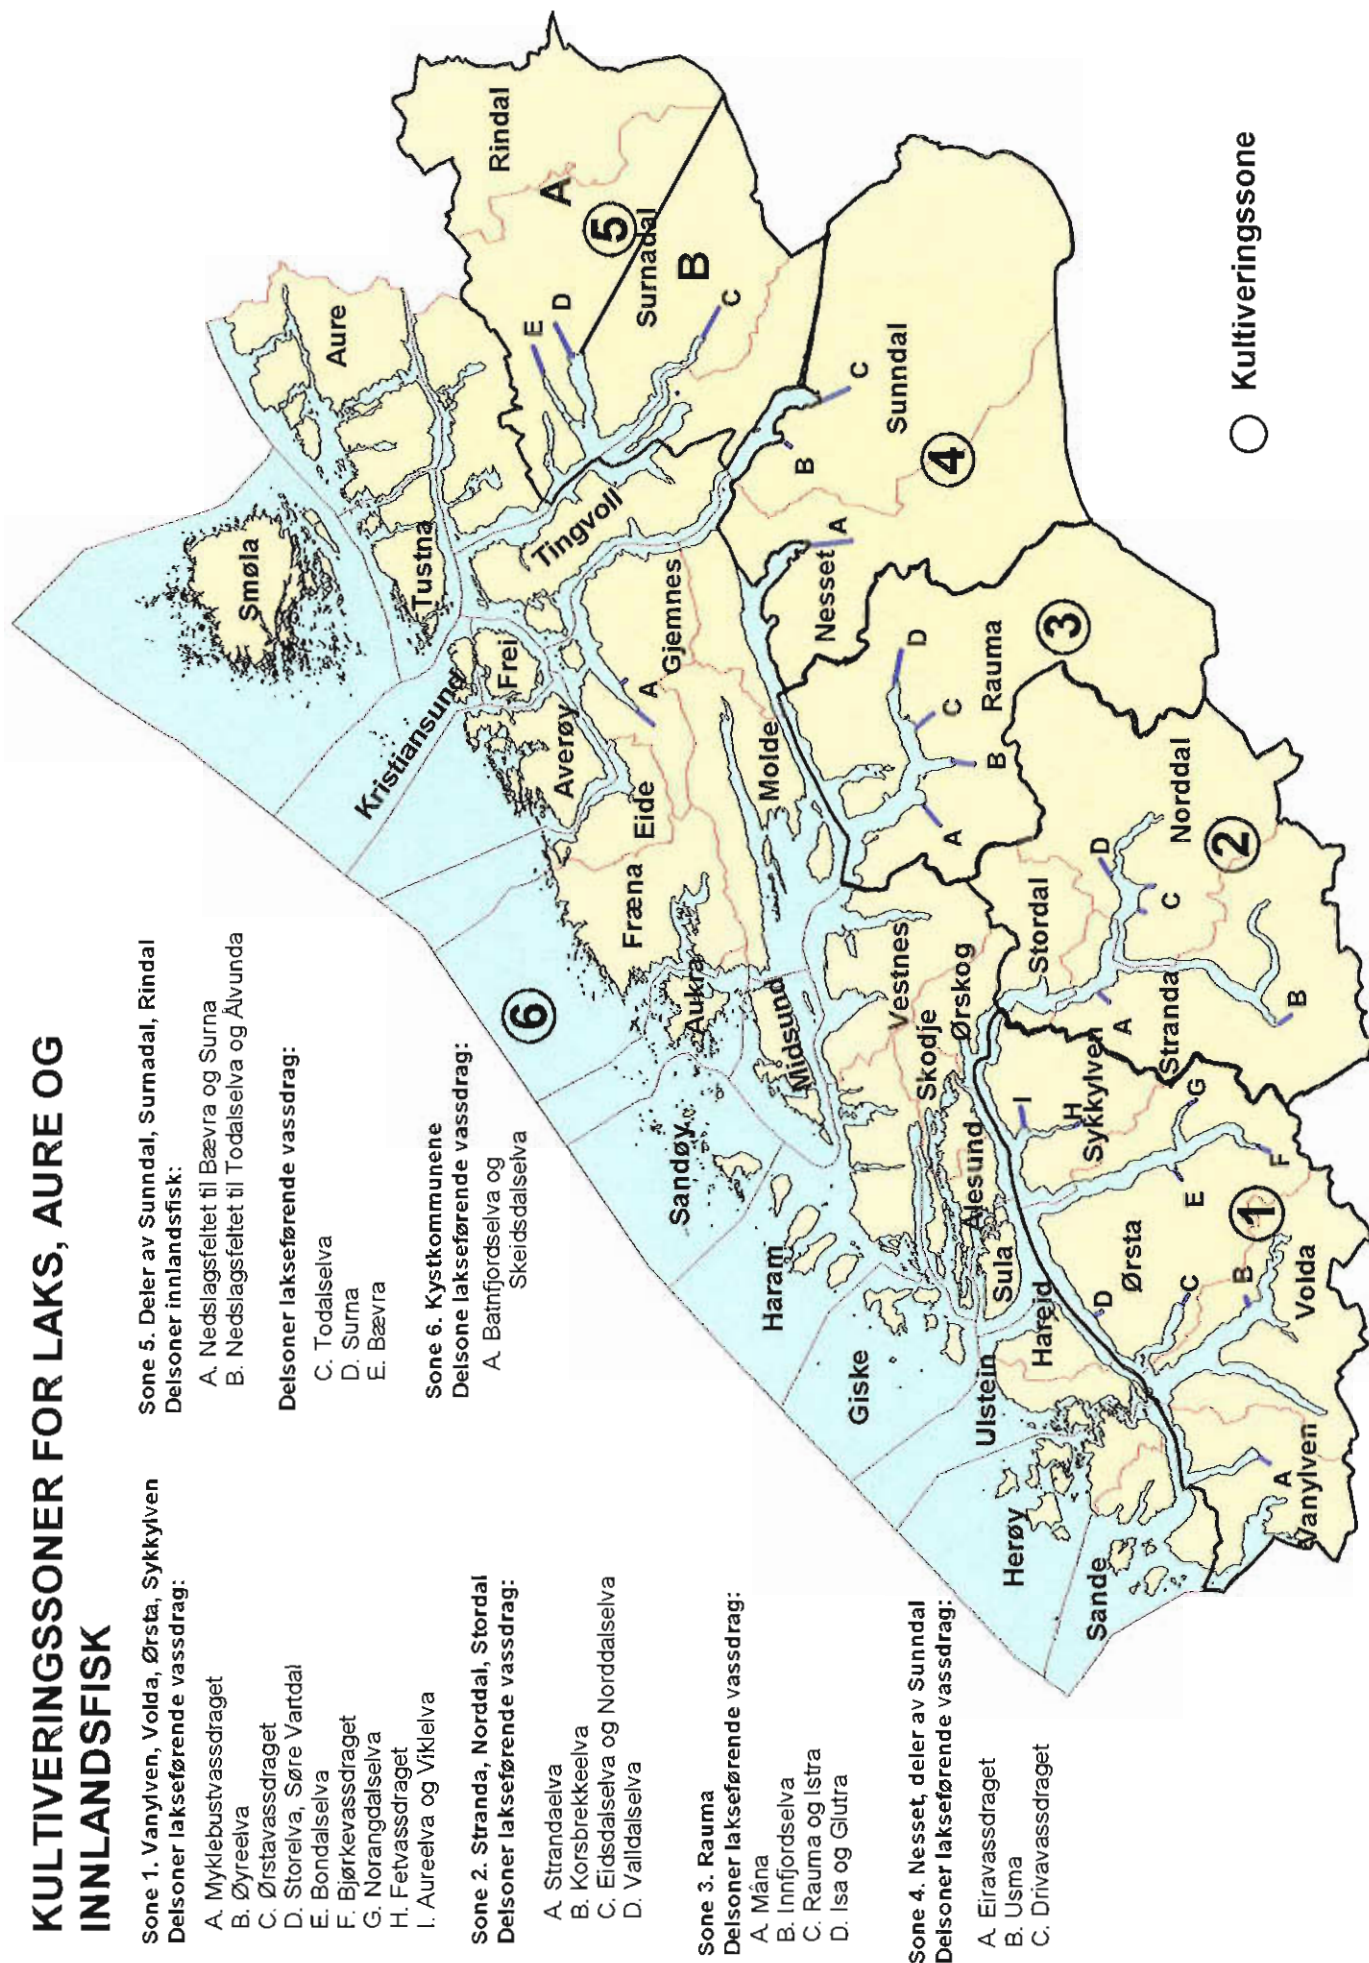 KULTIVERINGSSONER FOR LAKS, AURE OG
INNLANDSFISK
Sone 1. Vanylven, Volda, Ørsta, Sykkylven
Delsoner lakseførende vassdrag:
A. Myklebustvassdraget
B. Øyreelva
C. Ørstavassdraget
D. Storelva, Søre Vartdal
E. Bondalselva
F. Bjørkevassdraget
G. Norangdalselva
H. Fetvassdraget
I. Aureelva og Vikelva
Sone 2. Stranda, Norddal, Stordal
Delsoner lakseførende vassdrag:
A. Strandaelva
B. Korsbrekkeelva
C. Eidsdalselva og Norddalselva
D. Valldalselva
Sone 3. Rauma
Delsoner lakseførende vassdrag:
A. Måna
B. Innfjordselva
C. Rauma og Istra
D. Isa og Glutra
Sone 4. Nesset, deler av Sunndal
Delsoner lakseførende vassdrag:
A. Eiravassdraget
B. Usma
C. Drivavassdraget
Sone 5. Deler av Sunndal, Surnadal, Rindal
Delsoner innlandsfisk:
A. Nedslagsfeltet til Bævra og Surna
B. Nedslagsfeltet til Todalselva og Ålvunda
Delsoner lakseførende vassdrag:
C. Todalselva
D. Surna
E. Bævra
Sone 6. Kystkommunene
Delsone lakseførende vassdrag:
A. Batnfjordselva og
Skeidsdalselva
Smøla
Aure
Rindal
A
5
Surnadal
B
C
D
E
Tustna
Kristiansund
Frei
Tingvoll
Averøy
Gjemnes
A
Eide
Fræna
Molde
Aukra
Midsund
6
Sandøy
Haram
Giske
Vestnes
Skodje
Ørskog
Ålesund
Sula
Hareid
Ulstein
Herøy
Sande
Sunndal
4
A
B
C
Nesset
Rauma
3
A
B
C
D
Norddal
2
Stordal
Stranda
A
B
C
D
Sykkylven
Ørsta
1
Volda
Vanylven
A
B
C
D
E
F
G
H
I
Kultiveringssone